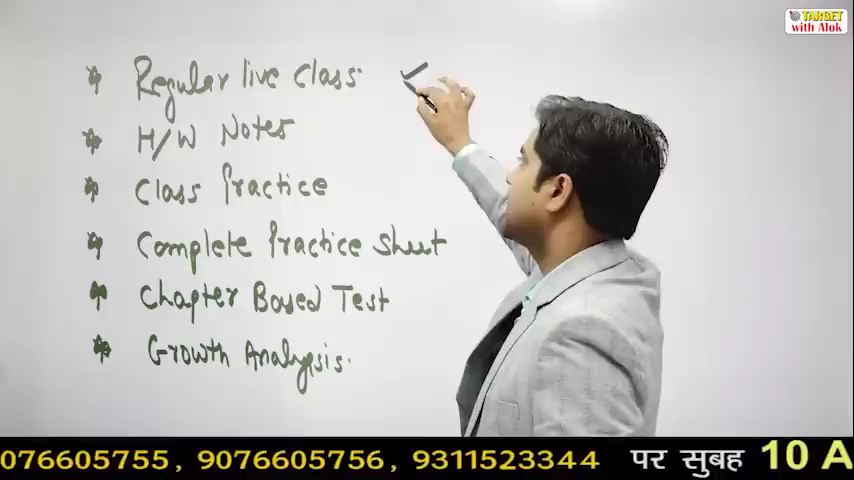 TARGET
with Alok
* Regular live class.
* H/W Notes
* Class Practice
* Complete Practice Sheet
* Chapter Based Test
* Growth Analysis.
076605755, 9076605756, 9311523344 पर सुबह 10 A